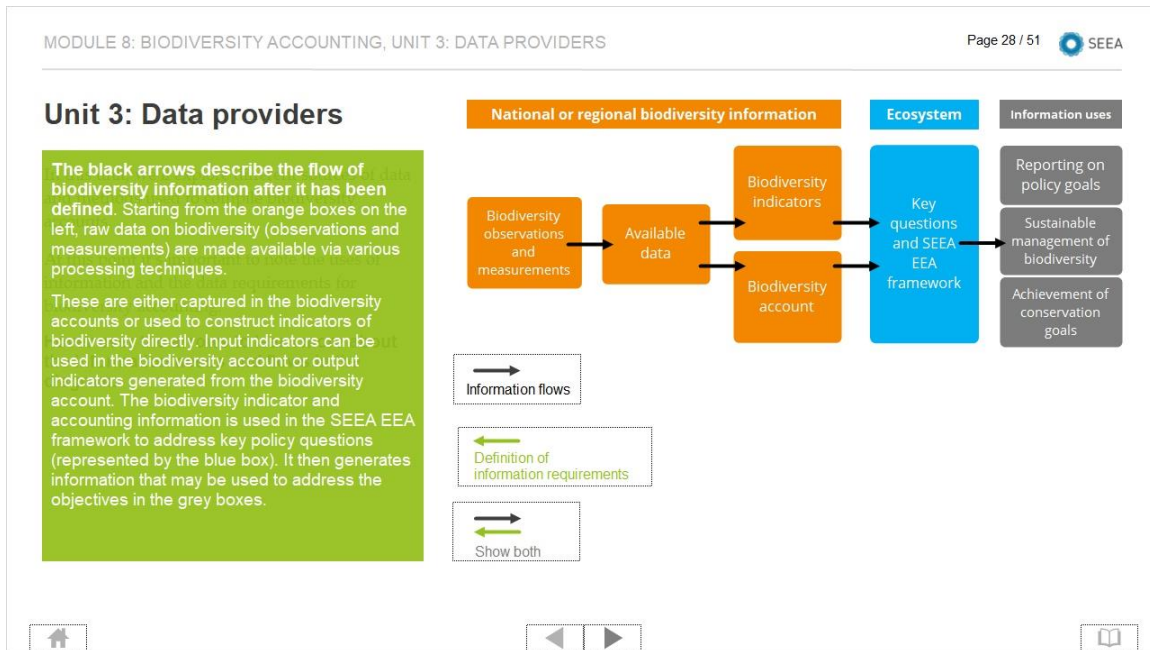 MODULE 8: BIODIVERSITY ACCOUNTING, UNIT 3: DATA PROVIDERS
Page 28 / 51
SEEA
Unit 3: Data providers
The black arrows describe the flow of
biodiversity information after it has been
defined. Starting from the orange boxes on the
left, raw data on biodiversity (observations and
measurements) are made available via various
processing techniques.
These are either captured in the biodiversity
accounts or used to construct indicators of
biodiversity directly. Input indicators can be
used in the biodiversity account or output
indicators generated from the biodiversity
account. The biodiversity indicator and
accounting information is used in the SEEA EEA
framework to address key policy questions
(represented by the blue box). It then generates
information that may be used to address the
objectives in the grey boxes.
National or regional biodiversity information
Ecosystem
Information uses
Biodiversity
observations
and
measurements
Available
data
Biodiversity
indicators
Biodiversity
account
Key
questions
and SEEA
EEA
framework
Reporting on
policy goals
Sustainable
management of
biodiversity
Achievement of
conservation
goals
Information flows
Definition of
information requirements
Show both